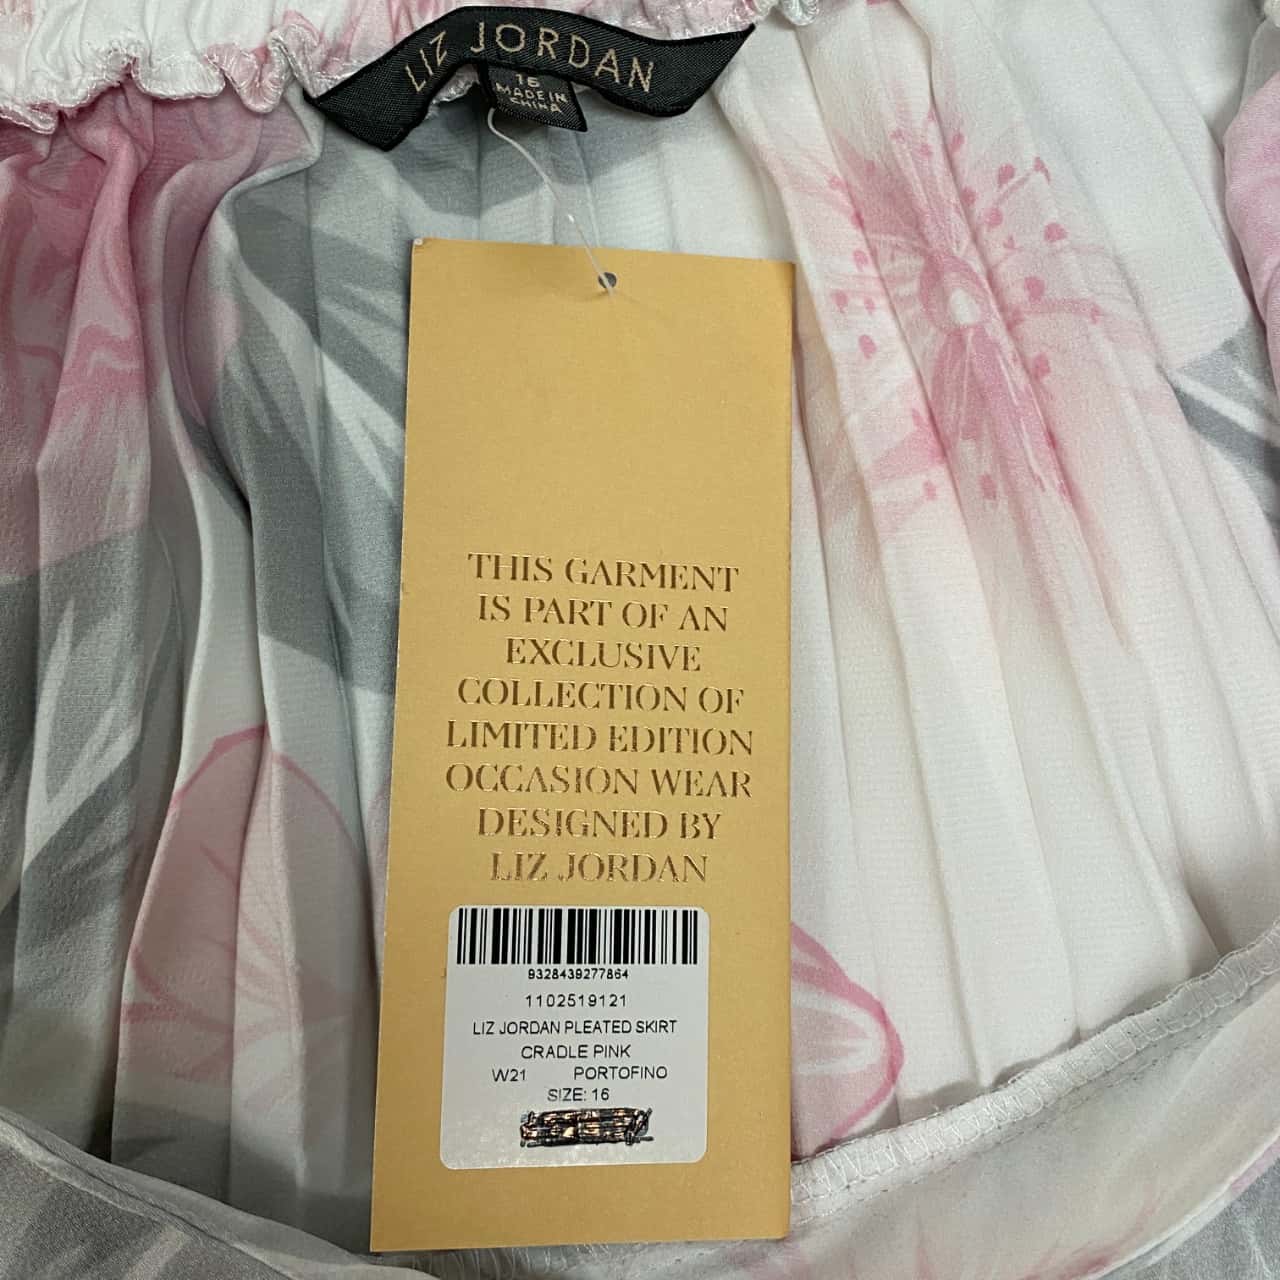 LIZ JORDAN
16
MADE IN
CHINA
THIS GARMENT
IS PART OF AN
EXCLUSIVE
COLLECTION OF
LIMITED EDITION
OCCASION WEAR
DESIGNED BY
LIZ JORDAN
9328439277864
1102519121
LIZ JORDAN PLEATED SKIRT
CRADLE PINK
W21 PORTOFINO
SIZE: 16